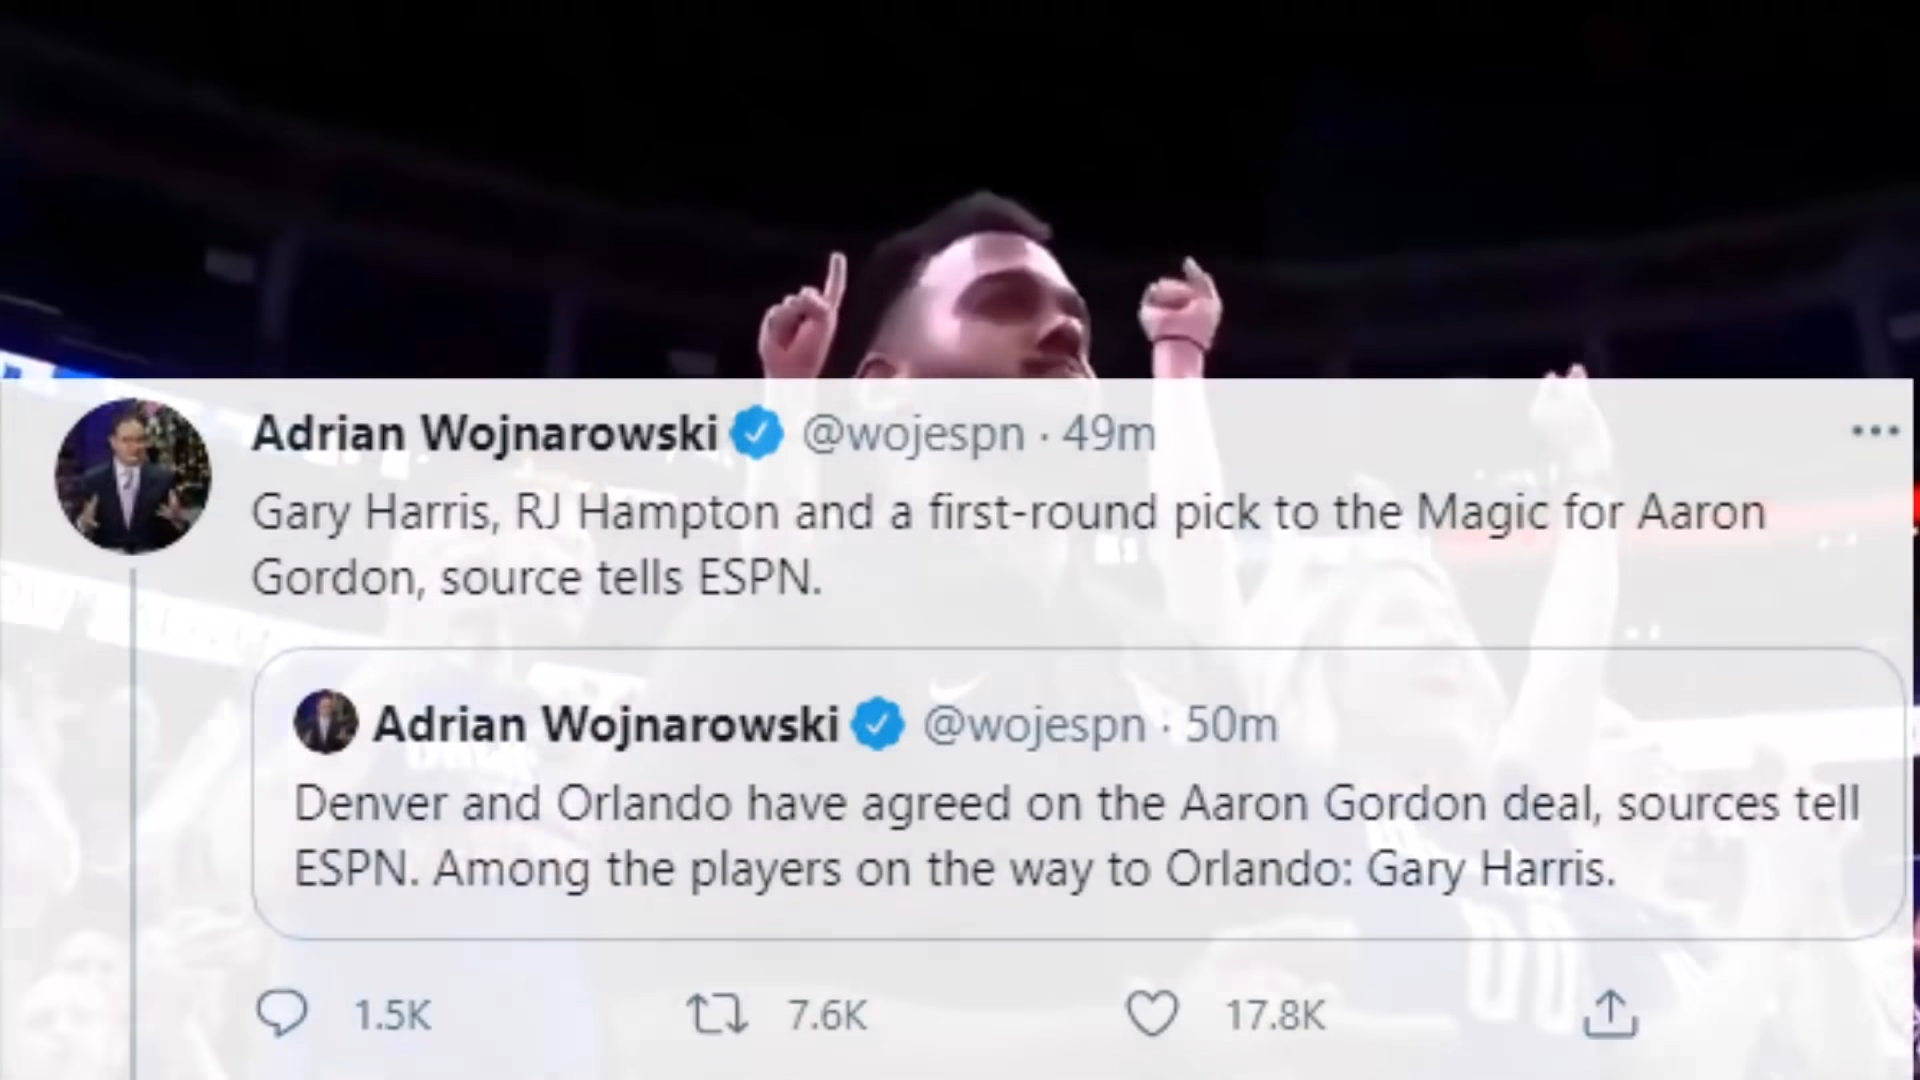 Adrian Wojnarowski @wojespn · 49m
Gary Harris, RJ Hampton and a first-round pick to the Magic for Aaron
Gordon, source tells ESPN.
Adrian Wojnarowski @wojespn · 50m
Denver and Orlando have agreed on the Aaron Gordon deal, sources tell
ESPN. Among the players on the way to Orlando: Gary Harris.
1.5K 7.6K 17.8K
00